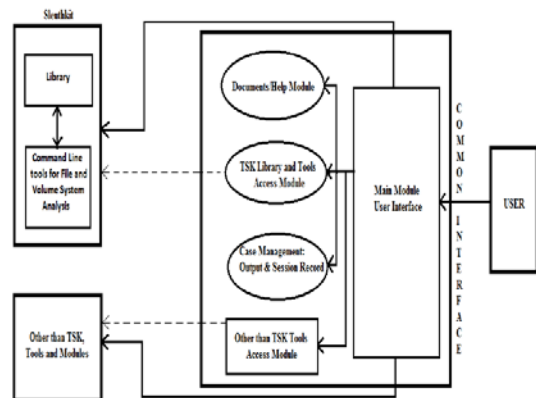 Sleuthkit
Library
Command Line
tools for File and
Volume System
Analysis
Other than TSK,
Tools and Modules
Documents/Help Module
TSK Library and Tools
Access Module
Case Management:
Output & Session Record
Other than TSK Tools
Access Module
Main Module
User Interface
COMMON INTERFACE
USER